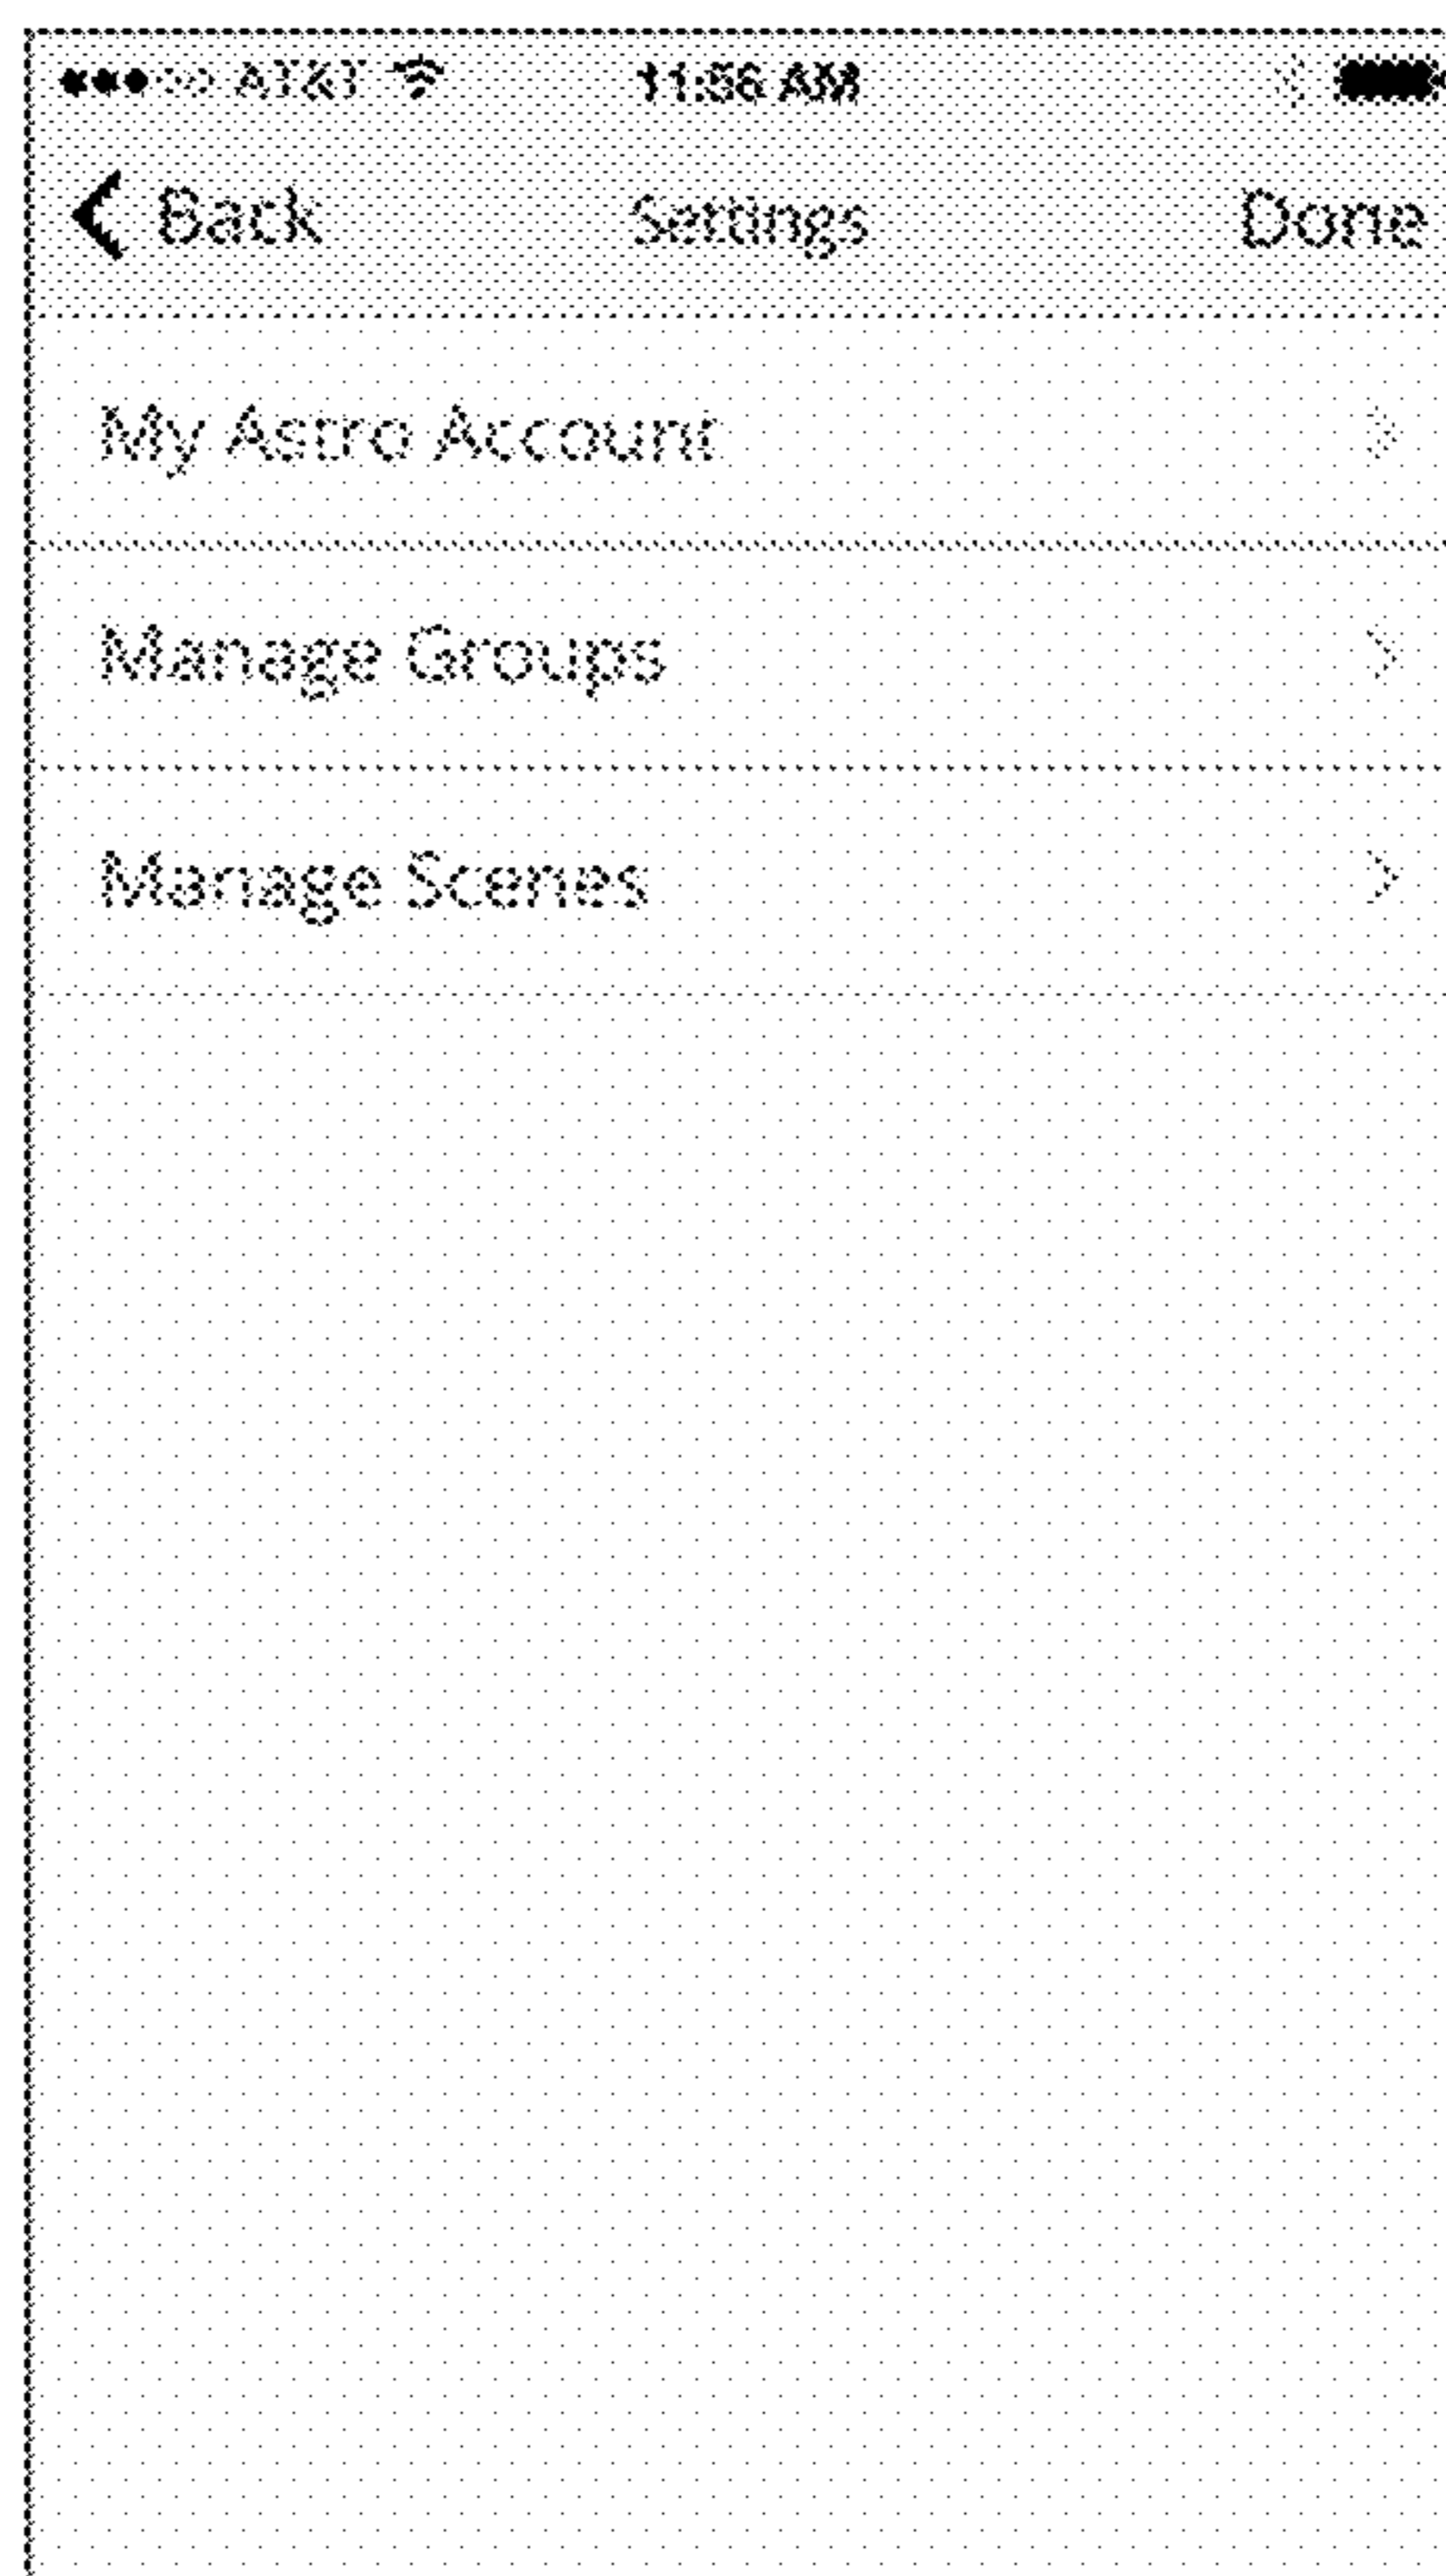 AT&T 11:56 AM
Back Settings Done
My Astro Account
Manage Groups
Manage Scenes